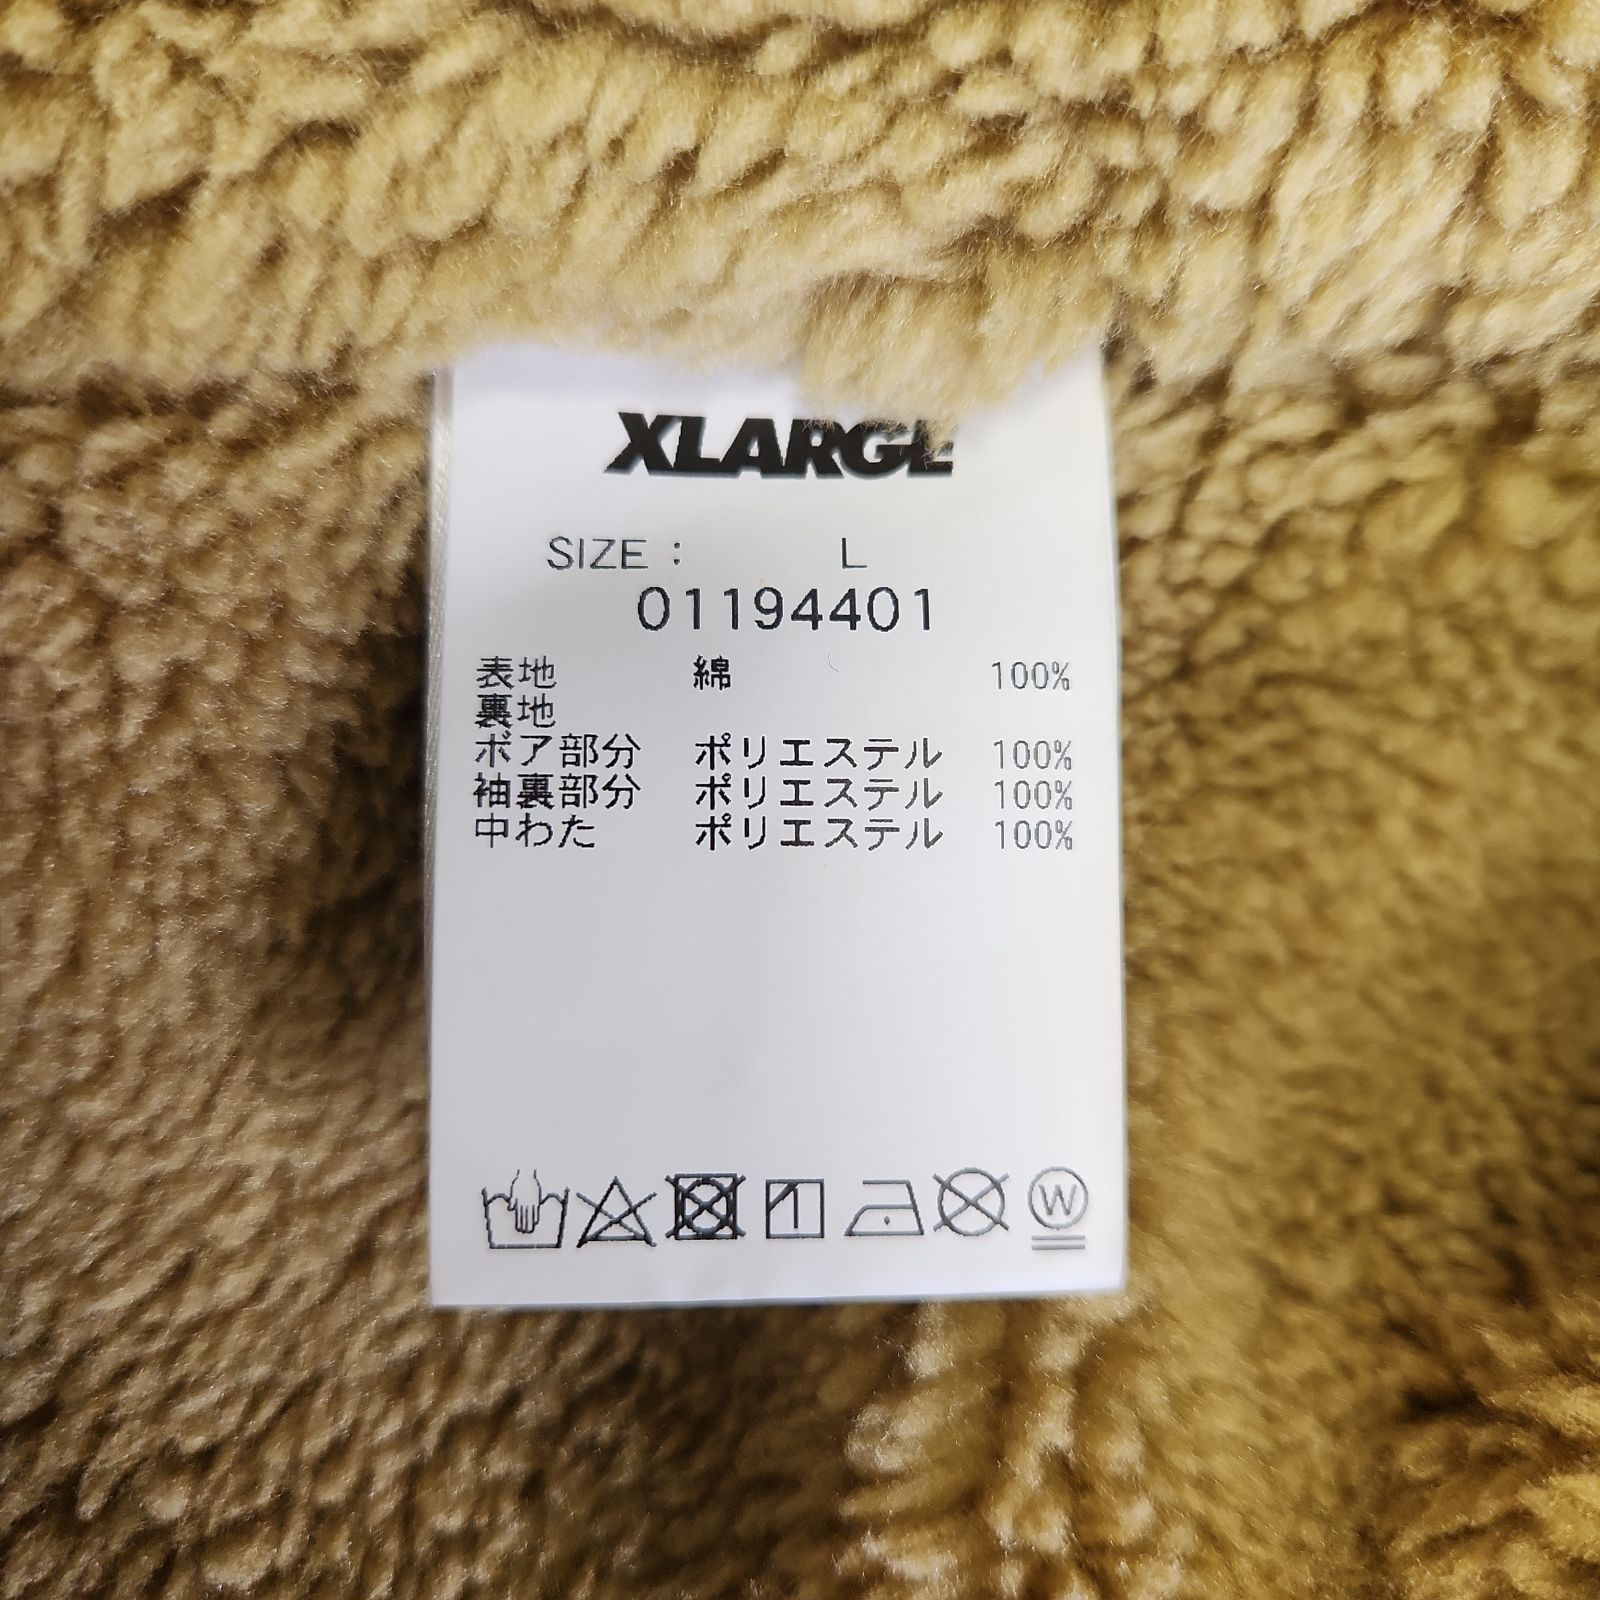 XLARGE
SIZE : L
01194401
表地 綿 100%
裏地
ボア部分 ポリエステル 100%
袖裏部分 ポリエステル 100%
中わた ポリエステル 100%
W